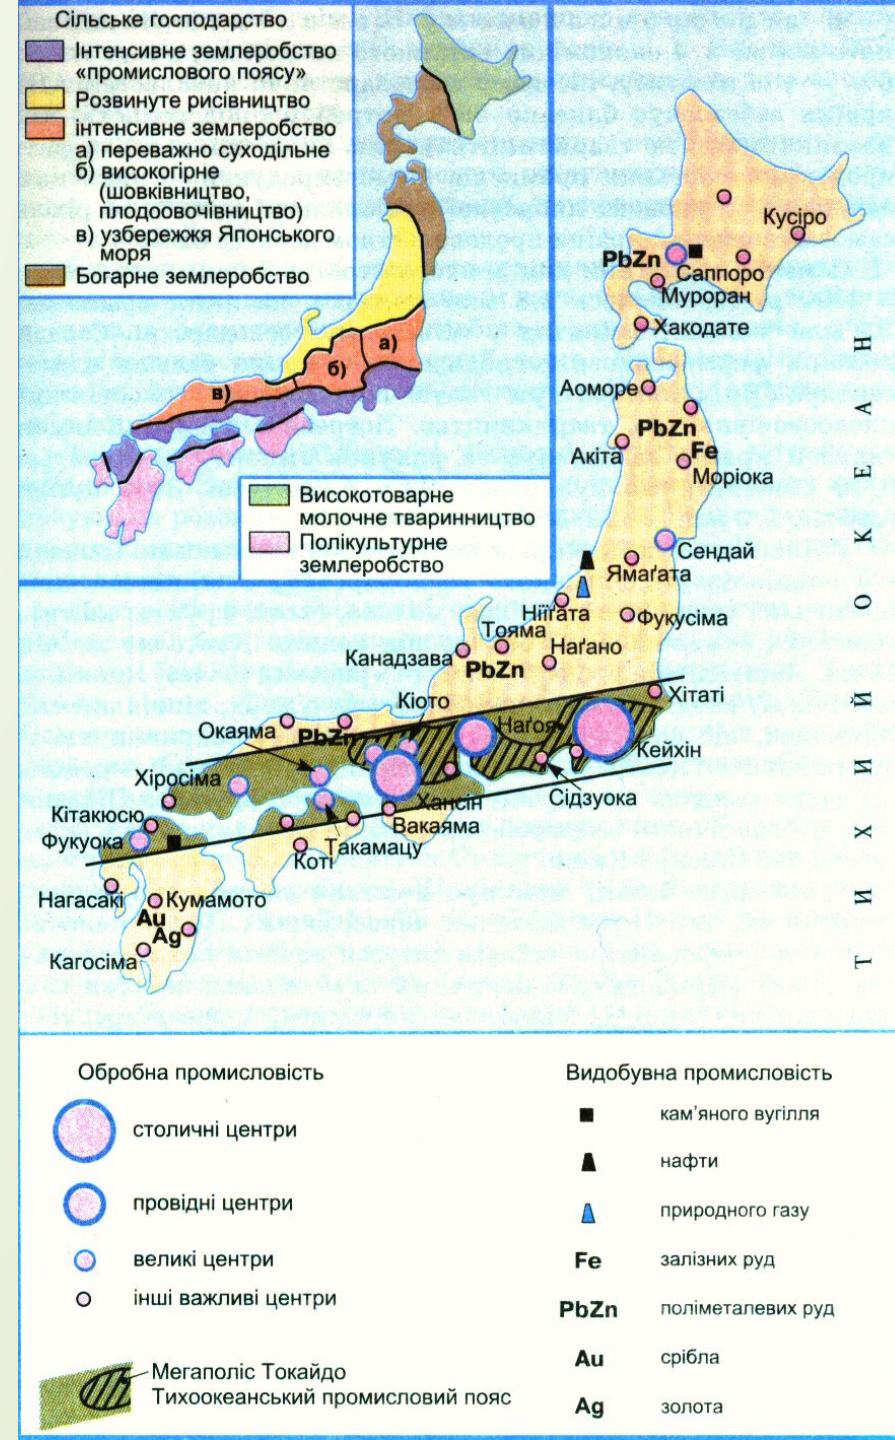 Сільське господарство
Інтенсивне землеробство
«промислового поясу»
Розвинуте рисівництво
Інтенсивне землеробство
а) переважно суходільне
б) високогірне
(шовківництво,
плодоовочівництво)
в) узбережжя Японського
моря
Богарне землеробство
а)
б)
в)
Високотоварне
молочне тваринництво
Полікультурне
землеробство
Кусіро
PbZn
Саппоро
Муроран
Хакодате
Аоморе
PbZn
Акіта
Fe
Моріока
Сендай
Ямаґата
Ніїґата
Фукусіма
Тояма
Наґано
Канадзава
PbZn
Хітаті
Кіото
Окаяма
PbZn
Наґоя
Кейхін
Хіросіма
Сідзуока
Кітакюсю
Хансін
Вакаяма
Фукуока
Такамацу
Коті
Нагасакі
Кумамото
Au
Ag
Кагосіма
ТИХИЙ ОКЕАН
Обробна промисловість
столичні центри
провідні центри
великі центри
інші важливі центри
Мегаполіс Токайдо
Тихоокеанський промисловий пояс
Видобувна промисловість
кам'яного вугілля
нафти
природного газу
Fe залізних руд
PbZn поліметалевих руд
Au срібла
Ag золота